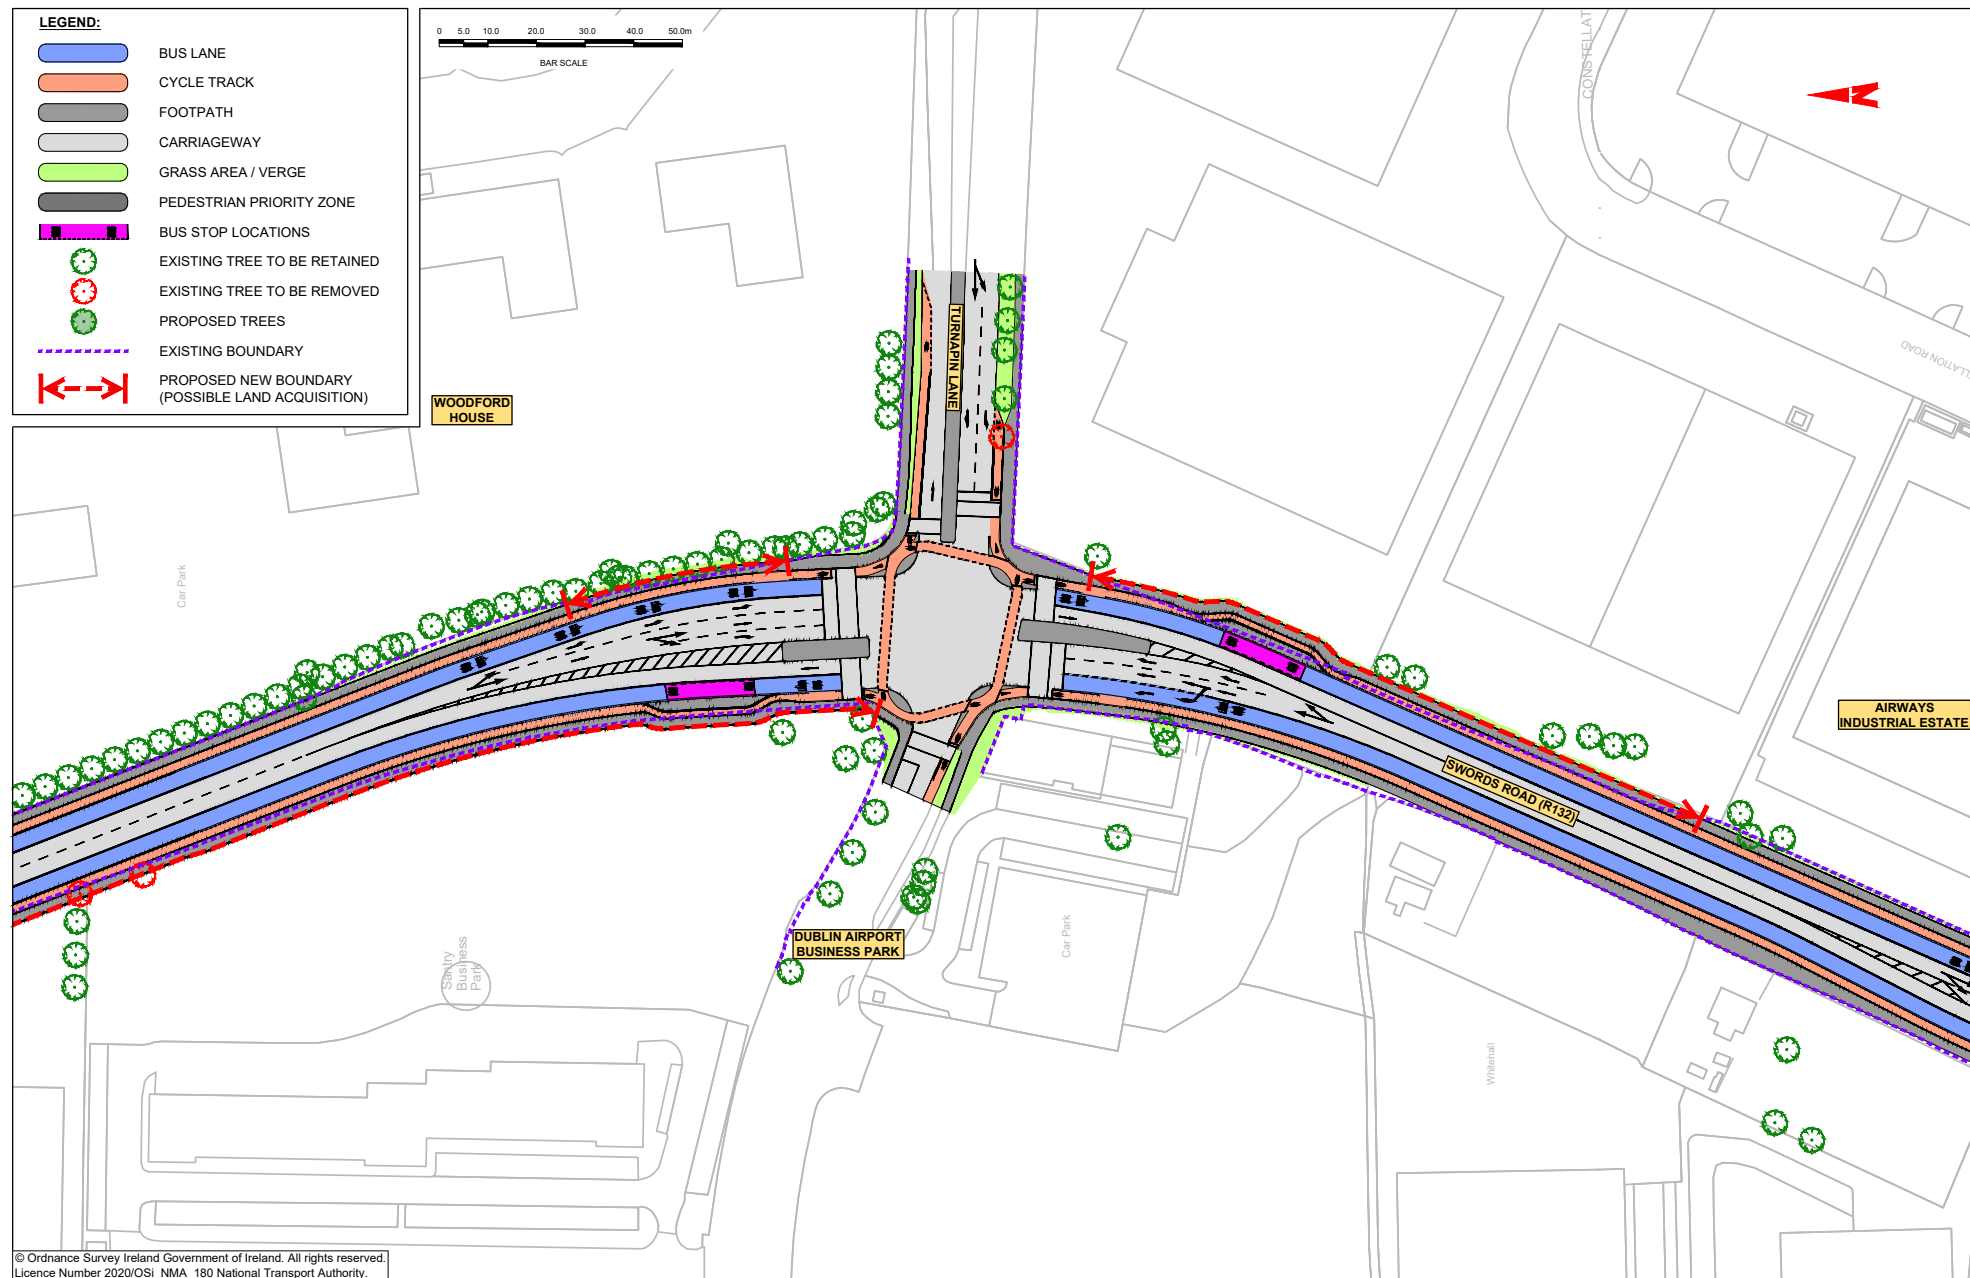 LEGEND:
BUS LANE
CYCLE TRACK
FOOTPATH
CARRIAGEWAY
GRASS AREA / VERGE
PEDESTRIAN PRIORITY ZONE
BUS STOP LOCATIONS
EXISTING TREE TO BE RETAINED
EXISTING TREE TO BE REMOVED
PROPOSED TREES
EXISTING BOUNDARY
PROPOSED NEW BOUNDARY
(POSSIBLE LAND ACQUISITION)
0 5.0 10.0 20.0 30.0 40.0 50.0m
BAR SCALE
CONSTELLAT
N
LLATION ROAD
TURNAPIN LANE
WOODFORD
HOUSE
Car Park
AIRWAYS
INDUSTRIAL ESTATE
SWORDS ROAD (R132)
DUBLIN AIRPORT
BUSINESS PARK
Car Park
Santry
Business
Park
Whitehall
© Ordnance Survey Ireland Government of Ireland. All rights reserved.
Licence Number 2020/OSi_NMA_180 National Transport Authority.